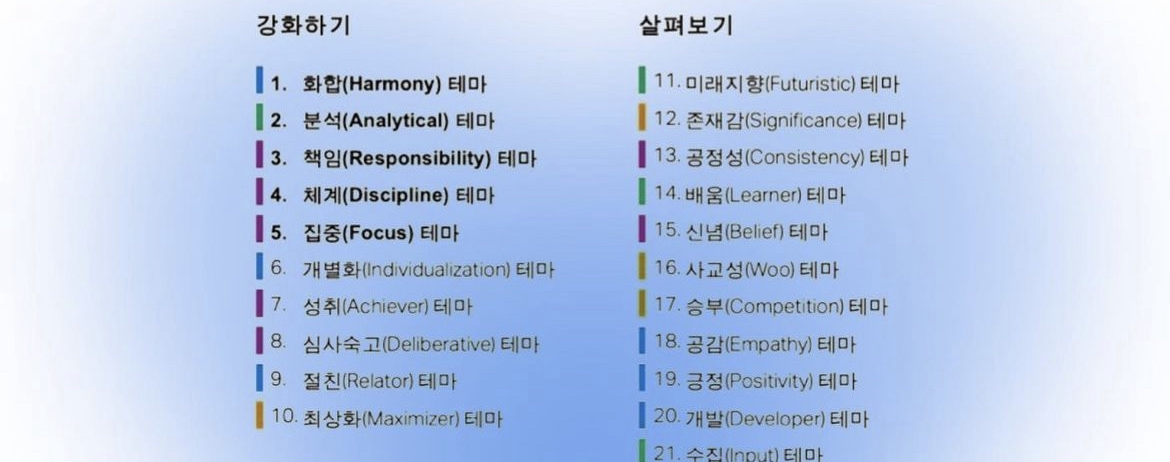 강화하기
1. 화합(Harmony) 테마
2. 분석(Analytical) 테마
3. 책임(Responsibility) 테마
4. 체계(Discipline) 테마
5. 집중(Focus) 테마
6. 개별화(Individualization) 테마
7. 성취(Achiever) 테마
8. 심사숙고(Deliberative) 테마
9. 절친(Relator) 테마
10. 최상화(Maximizer) 테마
살펴보기
11. 미래지향(Futuristic) 테마
12. 존재감(Significance) 테마
13. 공정성(Consistency) 테마
14. 배움(Learner) 테마
15. 신념(Belief) 테마
16. 사교성(Woo) 테마
17. 승부(Competition) 테마
18. 공감(Empathy) 테마
19. 긍정(Positivity) 테마
20. 개발(Developer) 테마
21. 수집(Input) 테마